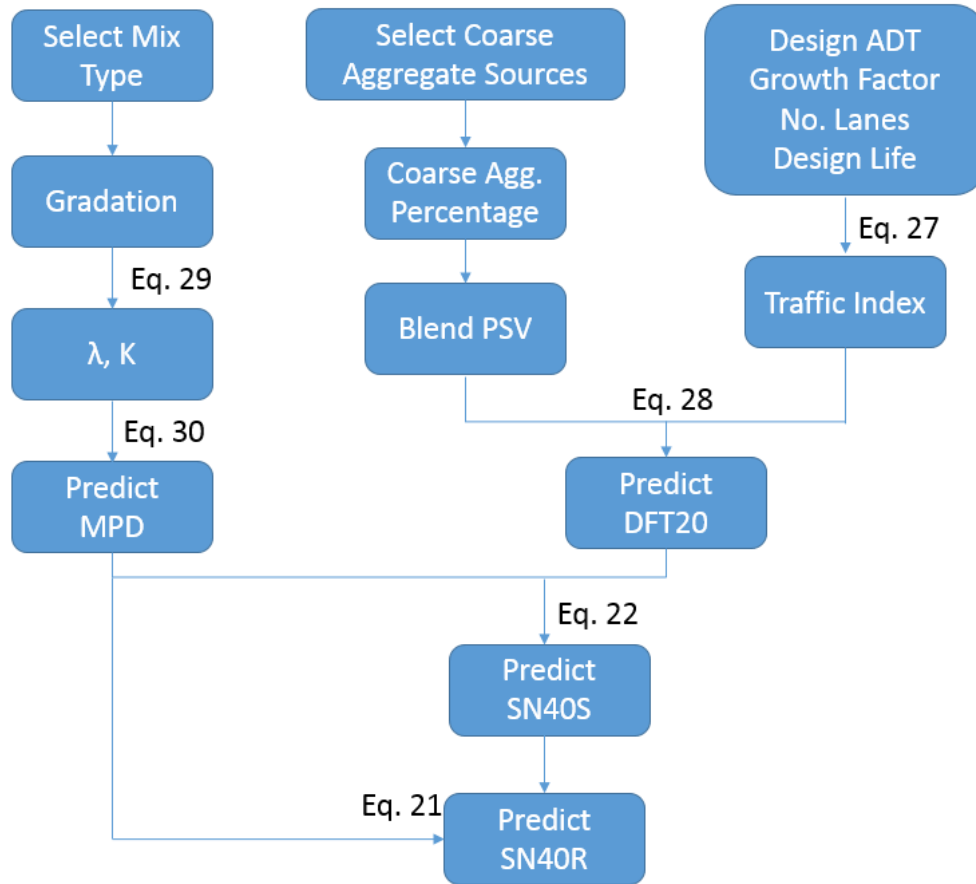 Select Mix
Type
Select Coarse
Aggregate Sources
Design ADT
Growth Factor
No. Lanes
Design Life
Gradation
Coarse Agg.
Percentage
Eq. 27
Eq. 29
Traffic Index
λ, K
Blend PSV
Eq. 28
Eq. 30
Predict
MPD
Predict
DFT20
Eq. 22
Predict
SN40S
Eq. 21
Predict
SN40R